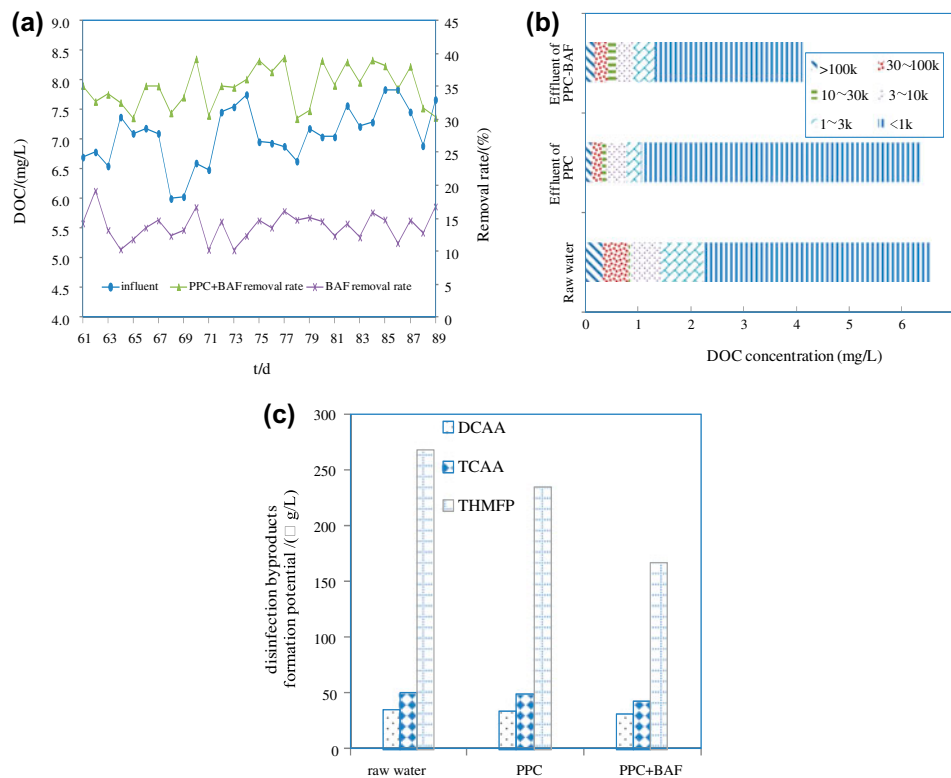 (a)
DOC/(mg/L)
9.0
8.5
8.0
7.5
7.0
6.5
6.0
5.5
5.0
4.5
4.0
45
40
35
30
25
20
15
10
5
0
Removal rate/(%)
influent PPC+BAF removal rate BAF removal rate
61 63 65 67 69 71 73 75 77 79 81 83 85 87 89
t/d
(b)
Effluent of PPC-BAF
Effluent of PPC
Raw water
>100k 30~100k
10~30k 3~10k
1~3k <1k
0 1 2 3 4 5 6
DOC concentration (mg/L)
(c)
disinfection byproducts
formation potential /(□ g/L)
300
250
200
150
100
50
0
DCAA
TCAA
THMFP
raw water PPC PPC+BAF